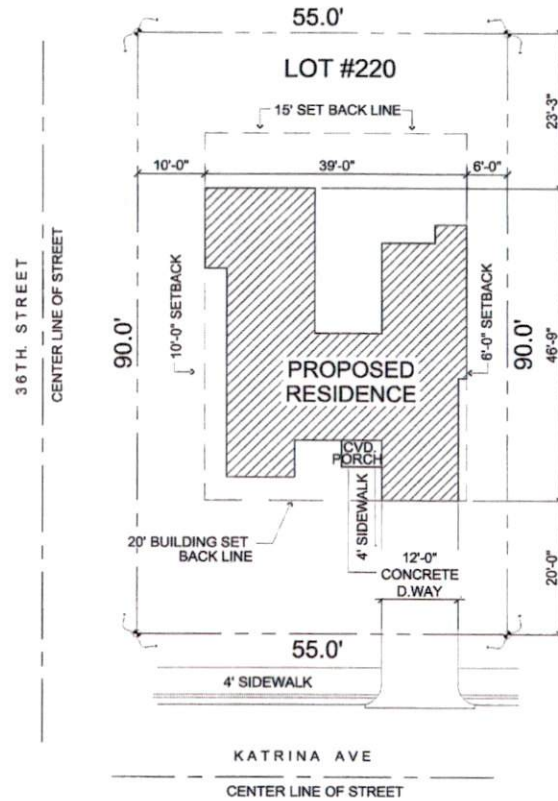 55.0'
LOT #220
15' SET BACK LINE
23'-3"
10'-0"
39'-0"
6'-0"
36TH. STREET
CENTER LINE OF STREET
90.0'
10'-0" SETBACK
6'-0" SETBACK
90.0'
46'-9"
PROPOSED
RESIDENCE
CVD.
PORCH
4' SIDEWALK
20' BUILDING SET
BACK LINE
12'-0"
CONCRETE
D.WAY
20'-0"
55.0'
4' SIDEWALK
KATRINA AVE
CENTER LINE OF STREET